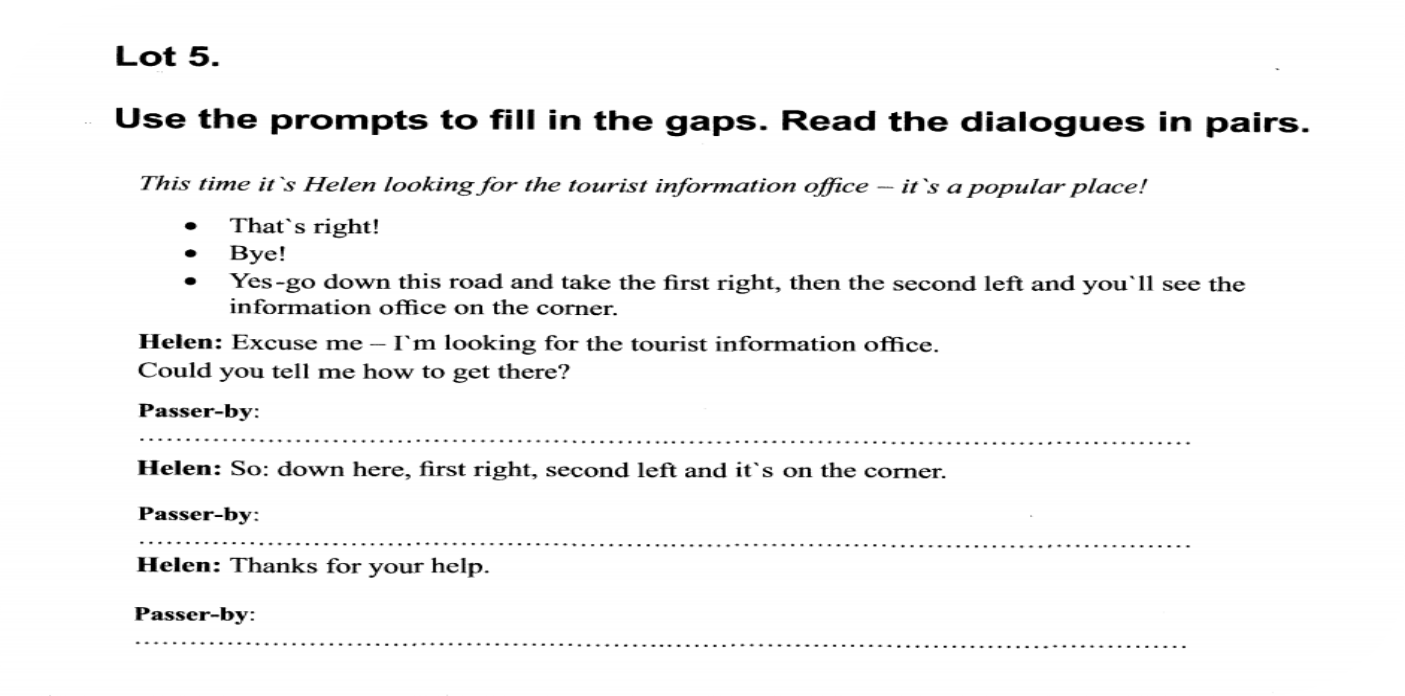 Lot 5.
Use the prompts to fill in the gaps. Read the dialogues in pairs.
This time it`s Helen looking for the tourist information office – it`s a popular place!
• That`s right!
• Bye!
• Yes-go down this road and take the first right, then the second left and you`ll see the
information office on the corner.
Helen: Excuse me – I`m looking for the tourist information office.
Could you tell me how to get there?
Passer-by:
........................................................................................................................
Helen: So: down here, first right, second left and it`s on the corner.
Passer-by:
........................................................................................................................
Helen: Thanks for your help.
Passer-by:
........................................................................................................................